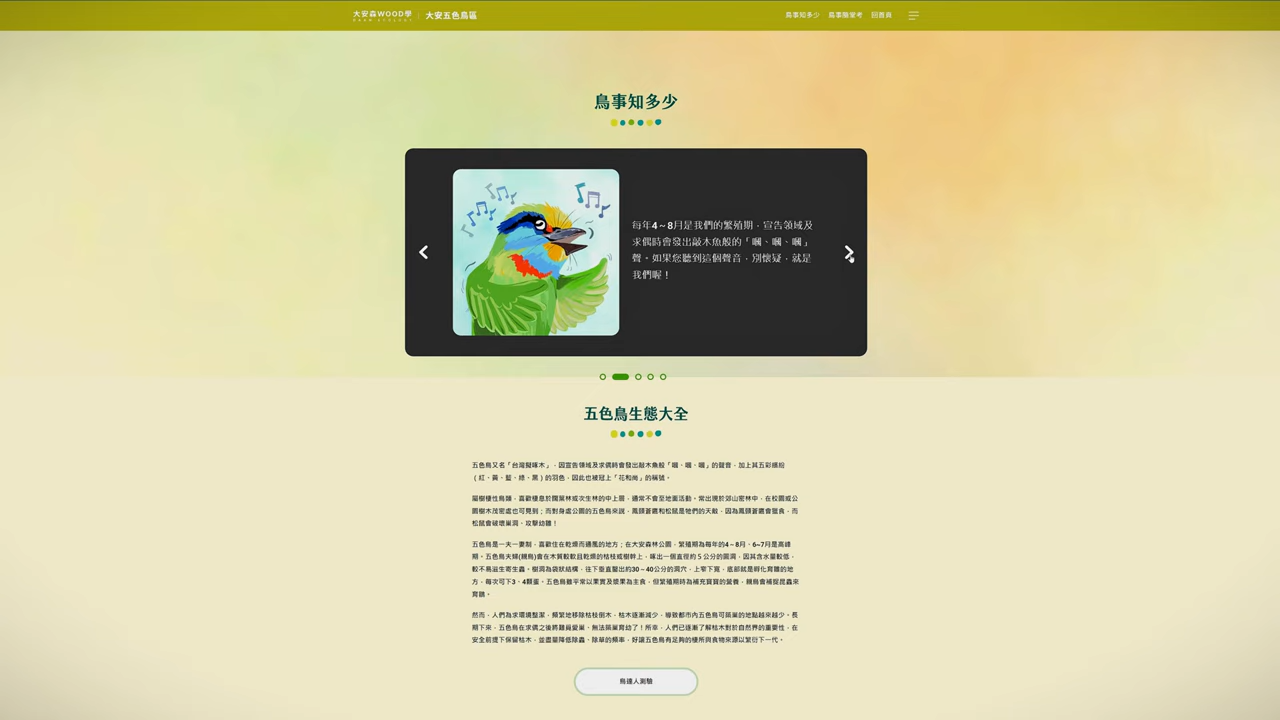 大安森WOOD學
大安五色鳥區
鳥事知多少
鳥事態愛考
回首頁
鳥事知多少
每年4~8月是我們的繁殖期，宣告領域及
求偶時會發出敲木魚般的「嘓、嘓、嘓」
聲。如果您聽到這個聲音，別懷疑，就是
我們喔！
五色鳥生態大全
五色鳥又名「台灣擬啄木」，因宣告領域及求偶時會發出敲木魚般「嘓、嘓、嘓」的聲音，加上其五彩繽紛
（紅、黃、藍、綠、黑）的羽色，因此也被冠上「花和尚」的稱號。
屬樹棲性鳥類，喜歡棲息於闊葉林或次生林的中上層，通常不會至地面活動。常出現於郊山密林中，在校園或公
園樹木茂密處也可見到；而對身處公園的五色鳥來說，鳳頭蒼鷹和松鼠是牠們的天敵，因為鳳頭蒼鷹會獵食，而
松鼠會破壞巢洞、攻擊幼雛！
五色鳥是一夫一妻制，喜歡住在乾燥而通風的地方；在大安森林公園，繁殖期為每年的4~8月，6~7月是高峰
期。五色鳥夫婦(親鳥)會在木質較軟且乾燥的枯枝或樹幹上，啄出一個直徑約５公分的圓洞，因其含水量較低，
較不易滋生寄生蟲。樹洞為袋狀結構，往下垂直鑿出約30～40公分的洞穴，上窄下寬，底部就是孵化育雛的地
方，每次可下3、4顆蛋。五色鳥雖平常以果實及漿果為主食，但繁殖期時為補充寶寶的營養，親鳥會捕捉昆蟲來
育雛。
然而，人們為求環境整潔，頻繁地移除枯枝倒木，枯木逐漸減少，導致都市內五色鳥可築巢的地點越來越少。長
期下來，五色鳥在求偶之後將難覓愛巢、無法築巢育幼了！所幸，人們已逐漸了解枯木對於自然界的重要性，在
安全前提下保留枯木，並盡量降低除蟲、除草的頻率，好讓五色鳥有足夠的棲所與食物來源以繁衍下一代。
鳥達人測驗